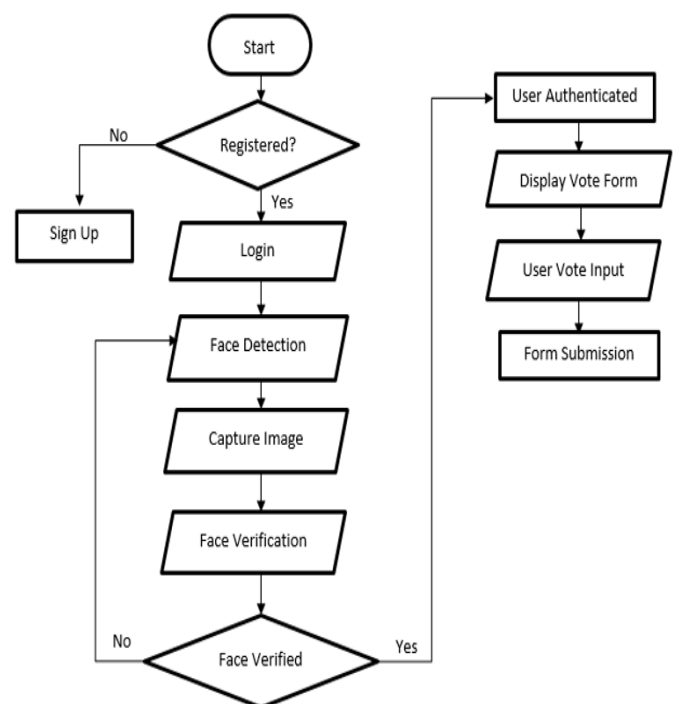 Start
Registered?
No
Yes
Sign Up
Login
Face Detection
Capture Image
Face Verification
Face Verified
No
Yes
User Authenticated
Display Vote Form
User Vote Input
Form Submission